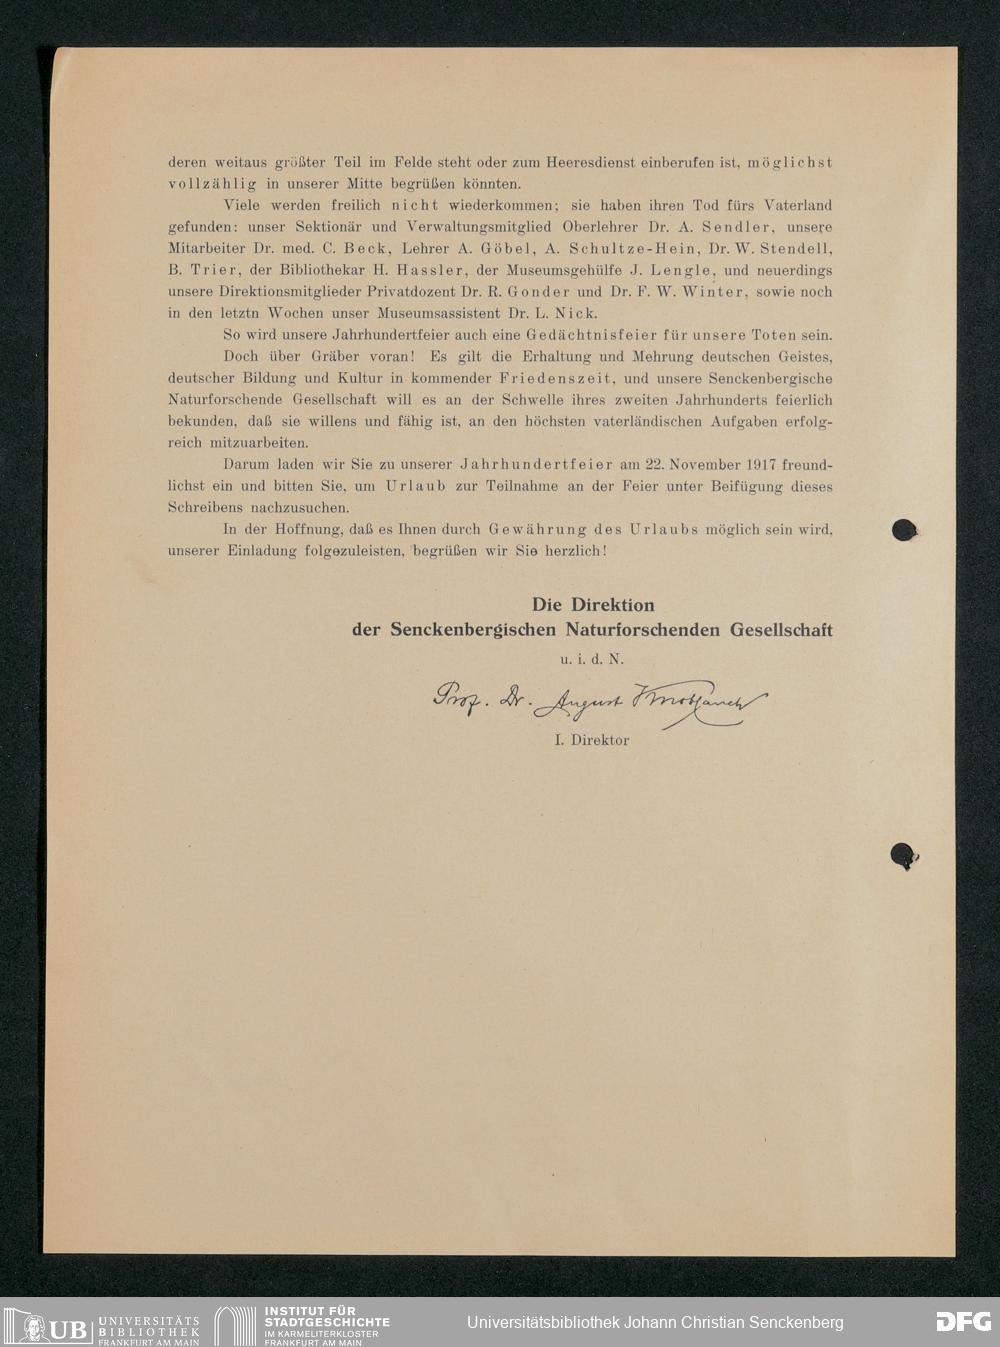 deren weitaus größter Teil im Felde steht oder zum Heeresdienst einberufen ist, möglichst
vollzählig in unserer Mitte begrüßen könnten.
Viele werden freilich nicht wiederkommen; sie haben ihren Tod fürs Vaterland
gefunden: unser Sektionär und Verwaltungsmitglied Oberlehrer Dr. A. Sendler, unsere
Mitarbeiter Dr. med. C. Beck, Lehrer A. Göbel, A. Schultze-Hein, Dr. W. Stendell,
B. Trier, der Bibliothekar H. Hassler, der Museumsgehülfe J. Lengle, und neuerdings
unsere Direktionsmitglieder Privatdozent Dr. R. Gonder und Dr. F. W. Winter, sowie noch
in den letztn Wochen unser Museumsassistent Dr. L. Nick.
So wird unsere Jahrhundertfeier auch eine Gedächtnisfeier für unsere Toten sein.
Doch über Gräber voran! Es gilt die Erhaltung und Mehrung deutschen Geistes,
deutscher Bildung und Kultur in kommender Friedenszeit, und unsere Senckenbergische
Naturforschende Gesellschaft will es an der Schwelle ihres zweiten Jahrhunderts feierlich
bekunden, daß sie willens und fähig ist, an den höchsten vaterländischen Aufgaben erfolg-
reich mitzuarbeiten.
Darum laden wir Sie zu unserer Jahrhundertfeier am 22. November 1917 freund-
lichst ein und bitten Sie, um Urlaub zur Teilnahme an der Feier unter Beifügung dieses
Schreibens nachzusuchen.
In der Hoffnung, daß es Ihnen durch Gewährung des Urlaubs möglich sein wird,
unserer Einladung folgezuleisten, begrüßen wir Sie herzlich!
Die Direktion
der Senckenbergischen Naturforschenden Gesellschaft
u. i. d. N.
Prof. Dr. August Knoblauch
I. Direktor
UB UNIVERSITÄTS
BIBLIOTHEK
FRANKFURT AM MAIN
INSTITUT FÜR
STADTGESCHICHTE
IM KARMELITERKLOSTER
FRANKFURT AM MAIN
Universitätsbibliothek Johann Christian Senckenberg
DFG